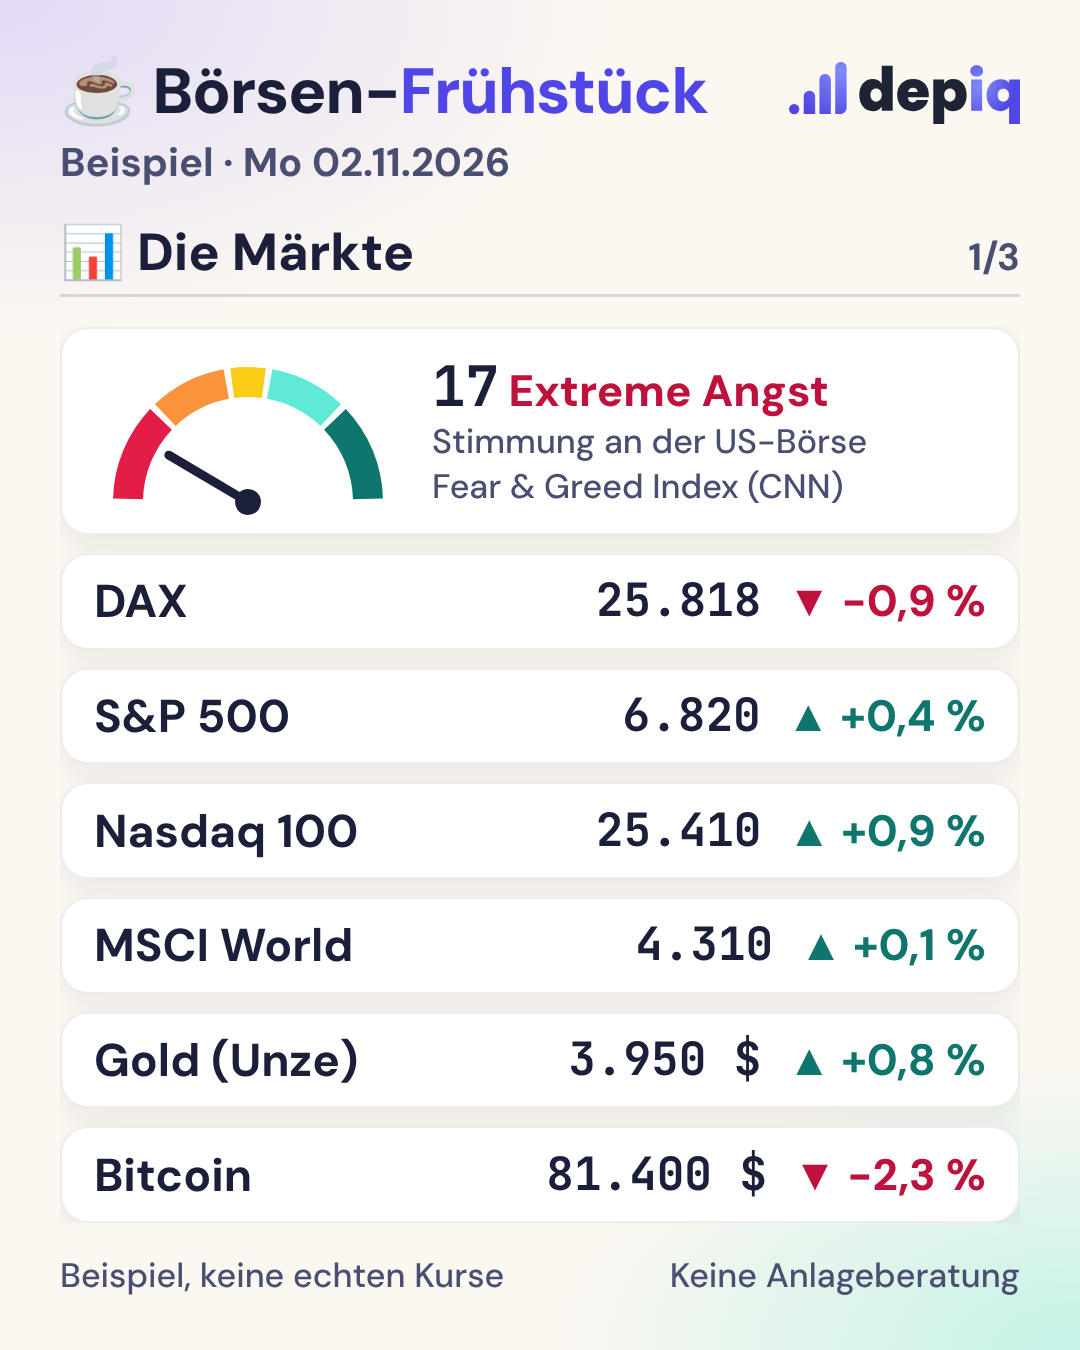 Börsen-Frühstück
depiq
Beispiel · Mo 02.11.2026
Die Märkte
1/3
17 Extreme Angst
Stimmung an der US-Börse
Fear & Greed Index (CNN)
DAX 25.818 ▼ -0,9 %
S&P 500 6.820 ▲ +0,4 %
Nasdaq 100 25.410 ▲ +0,9 %
MSCI World 4.310 ▲ +0,1 %
Gold (Unze) 3.950 $ ▲ +0,8 %
Bitcoin 81.400 $ ▼ -2,3 %
Beispiel, keine echten Kurse
Keine Anlageberatung